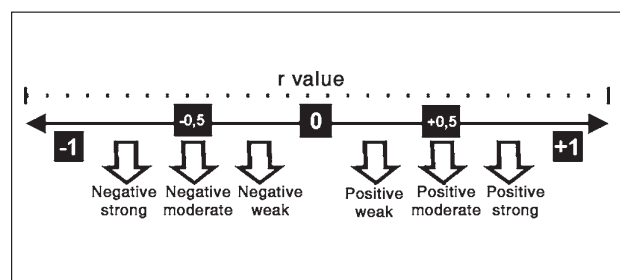 r value
-0,5 0 +0,5
-1 +1
Negative strong
Negative moderate
Negative weak
Positive weak
Positive moderate
Positive strong